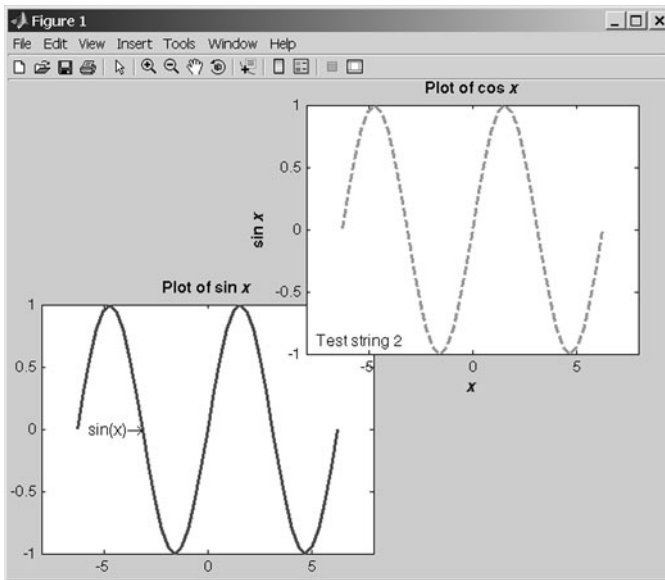 Figure 1
File Edit View Insert Tools Window Help
Plot of cos x
1
0.5
0
-0.5
-1
sin x
Test string 2
-5 0 5
x
Plot of sin x
1
0.5
0
-0.5
-1
sin(x)→
-5 0 5